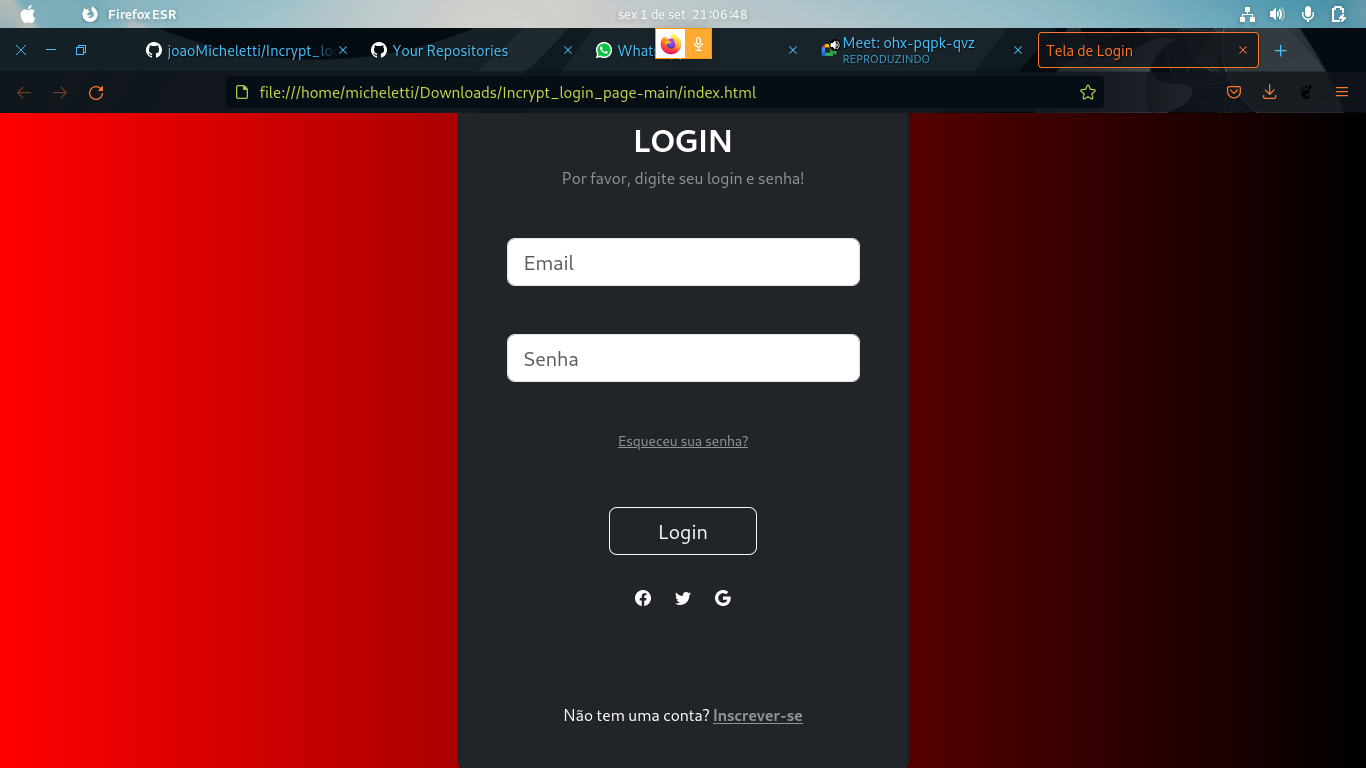 Firefox ESR
sex 1 de set 21:06:48
joaoMicheletti/Incrypt_lo
Your Repositories
Whats
Meet: ohx-pqpk-qvz
REPRODUZINDO
Tela de Login
file:///home/micheletti/Downloads/Incrypt_login_page-main/index.html
LOGIN
Por favor, digite seu login e senha!
Email
Senha
Esqueceu sua senha?
Login
Não tem uma conta? Inscrever-se